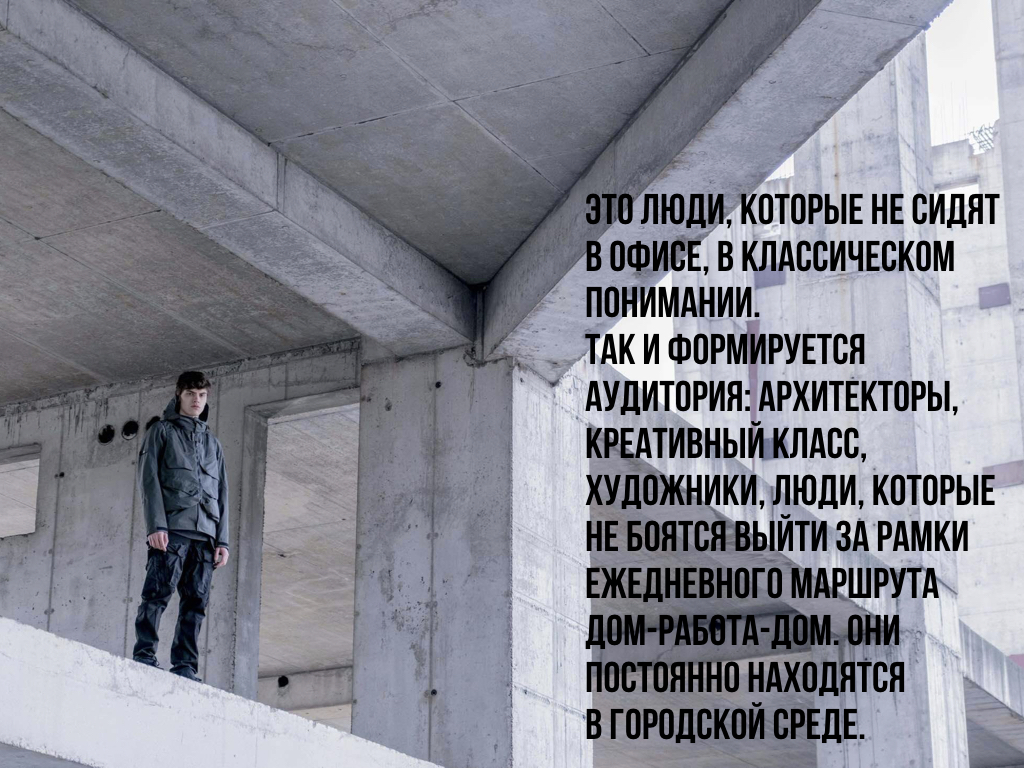 ЭТО ЛЮДИ, КОТОРЫЕ НЕ СИДЯТ
В ОФИСЕ, В КЛАССИЧЕСКОМ
ПОНИМАНИИ.
ТАК И ФОРМИРУЕТСЯ
АУДИТОРИЯ: АРХИТЕКТОРЫ,
КРЕАТИВНЫЙ КЛАСС,
ХУДОЖНИКИ, ЛЮДИ, КОТОРЫЕ
НЕ БОЯТСЯ ВЫЙТИ ЗА РАМКИ
ЕЖЕДНЕВНОГО МАРШРУТА
ДОМ-РАБОТА-ДОМ. ОНИ
ПОСТОЯННО НАХОДЯТСЯ
В ГОРОДСКОЙ СРЕДЕ.